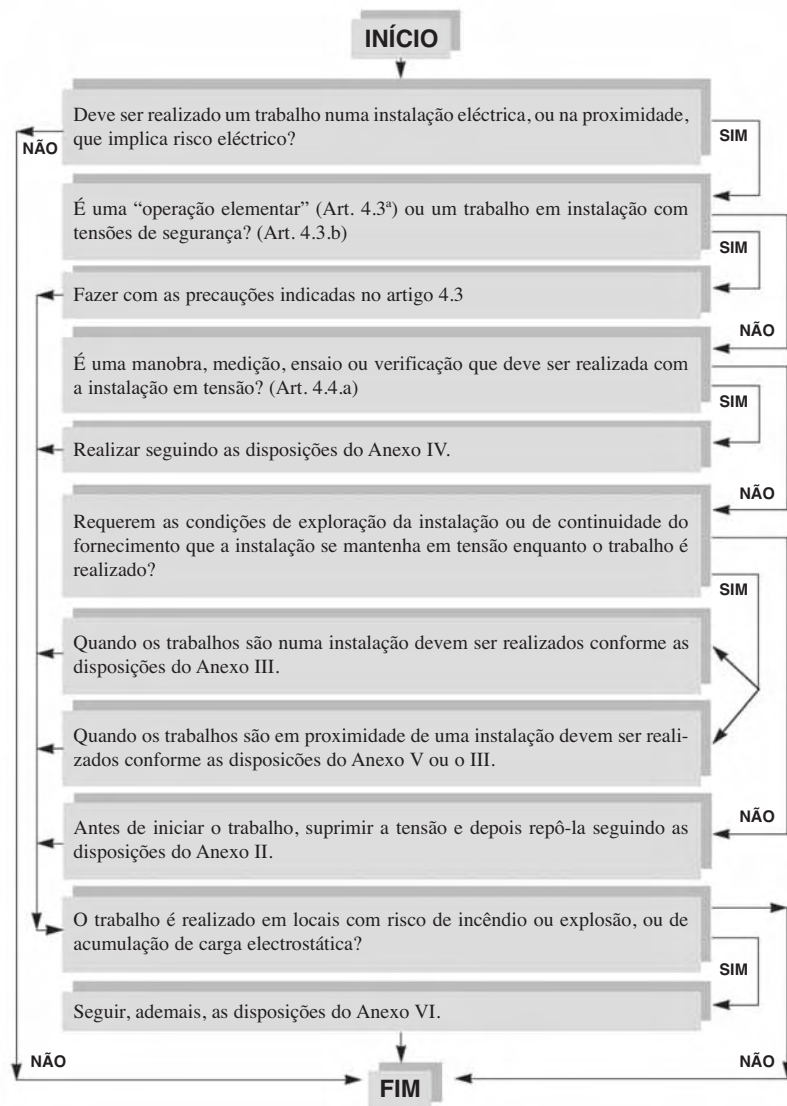 INÍCIO
Deve ser realizado um trabalho numa instalação eléctrica, ou na proximidade,
que implica risco eléctrico?
NÃO
SIM
É uma “operação elementar” (Art. 4.3ª) ou um trabalho em instalação com
tensões de segurança? (Art. 4.3.b)
SIM
Fazer com as precauções indicadas no artigo 4.3
NÃO
É uma manobra, medição, ensaio ou verificação que deve ser realizada com
a instalação em tensão? (Art. 4.4.a)
SIM
Realizar seguindo as disposições do Anexo IV.
NÃO
Requerem as condições de exploração da instalação ou de continuidade do
fornecimento que a instalação se mantenha em tensão enquanto o trabalho é
realizado?
SIM
Quando os trabalhos são numa instalação devem ser realizados conforme as
disposições do Anexo III.
Quando os trabalhos são em proximidade de uma instalação devem ser reali-
zados conforme as disposicões do Anexo V ou o III.
NÃO
Antes de iniciar o trabalho, suprimir a tensão e depois repô-la seguindo as
disposições do Anexo II.
O trabalho é realizado em locais com risco de incêndio ou explosão, ou de
acumulação de carga electrostática?
SIM
Seguir, ademais, as disposições do Anexo VI.
NÃO
NÃO
FIM